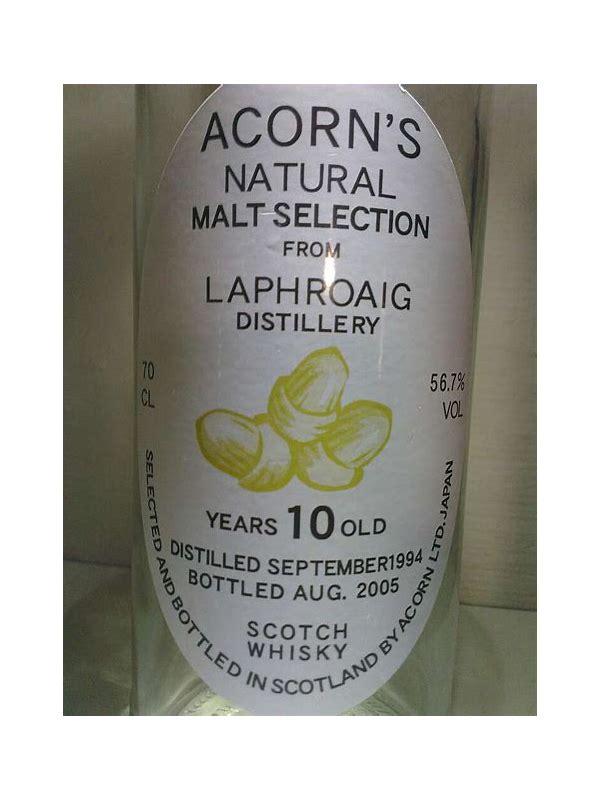 ACORN'S
NATURAL
MALT SELECTION
FROM
LAPHROAIG
DISTILLERY
70
CL
56.7%
VOL
YEARS 10 OLD
DISTILLED SEPTEMBER1994
BOTTLED AUG. 2005
SCOTCH
WHISKY
SELECTED AND BOTTLED IN SCOTLAND BY ACORN LTD.JAPAN